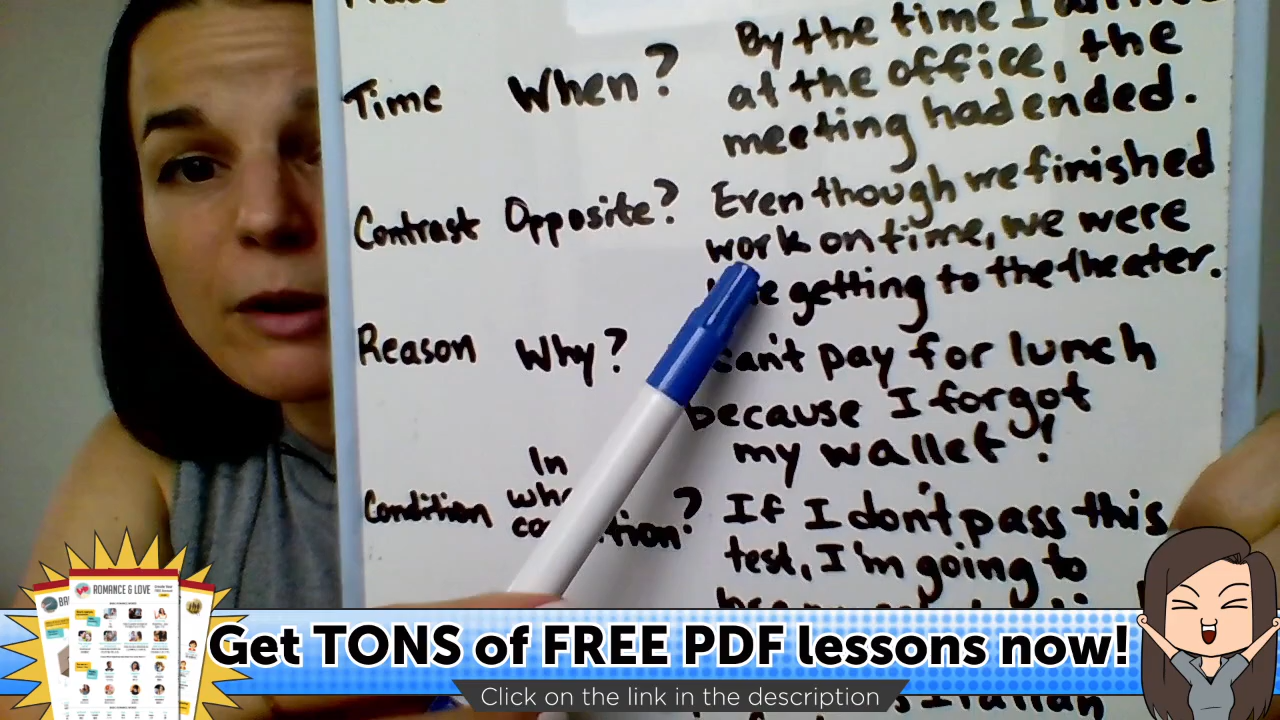 Time When? By the time I
at the office, the
meeting had ended.
Contrast Opposite? Even though we finished
work on time, we were
getting to the theater.
Reason Why? can't pay for lunch
because I forgot
my wallet!
In
Condition ? If I don't pass this
test, I'm going to
ROMANCE & LOVE
Get TONS of FREE PDF lessons now!
Click on the link in the description